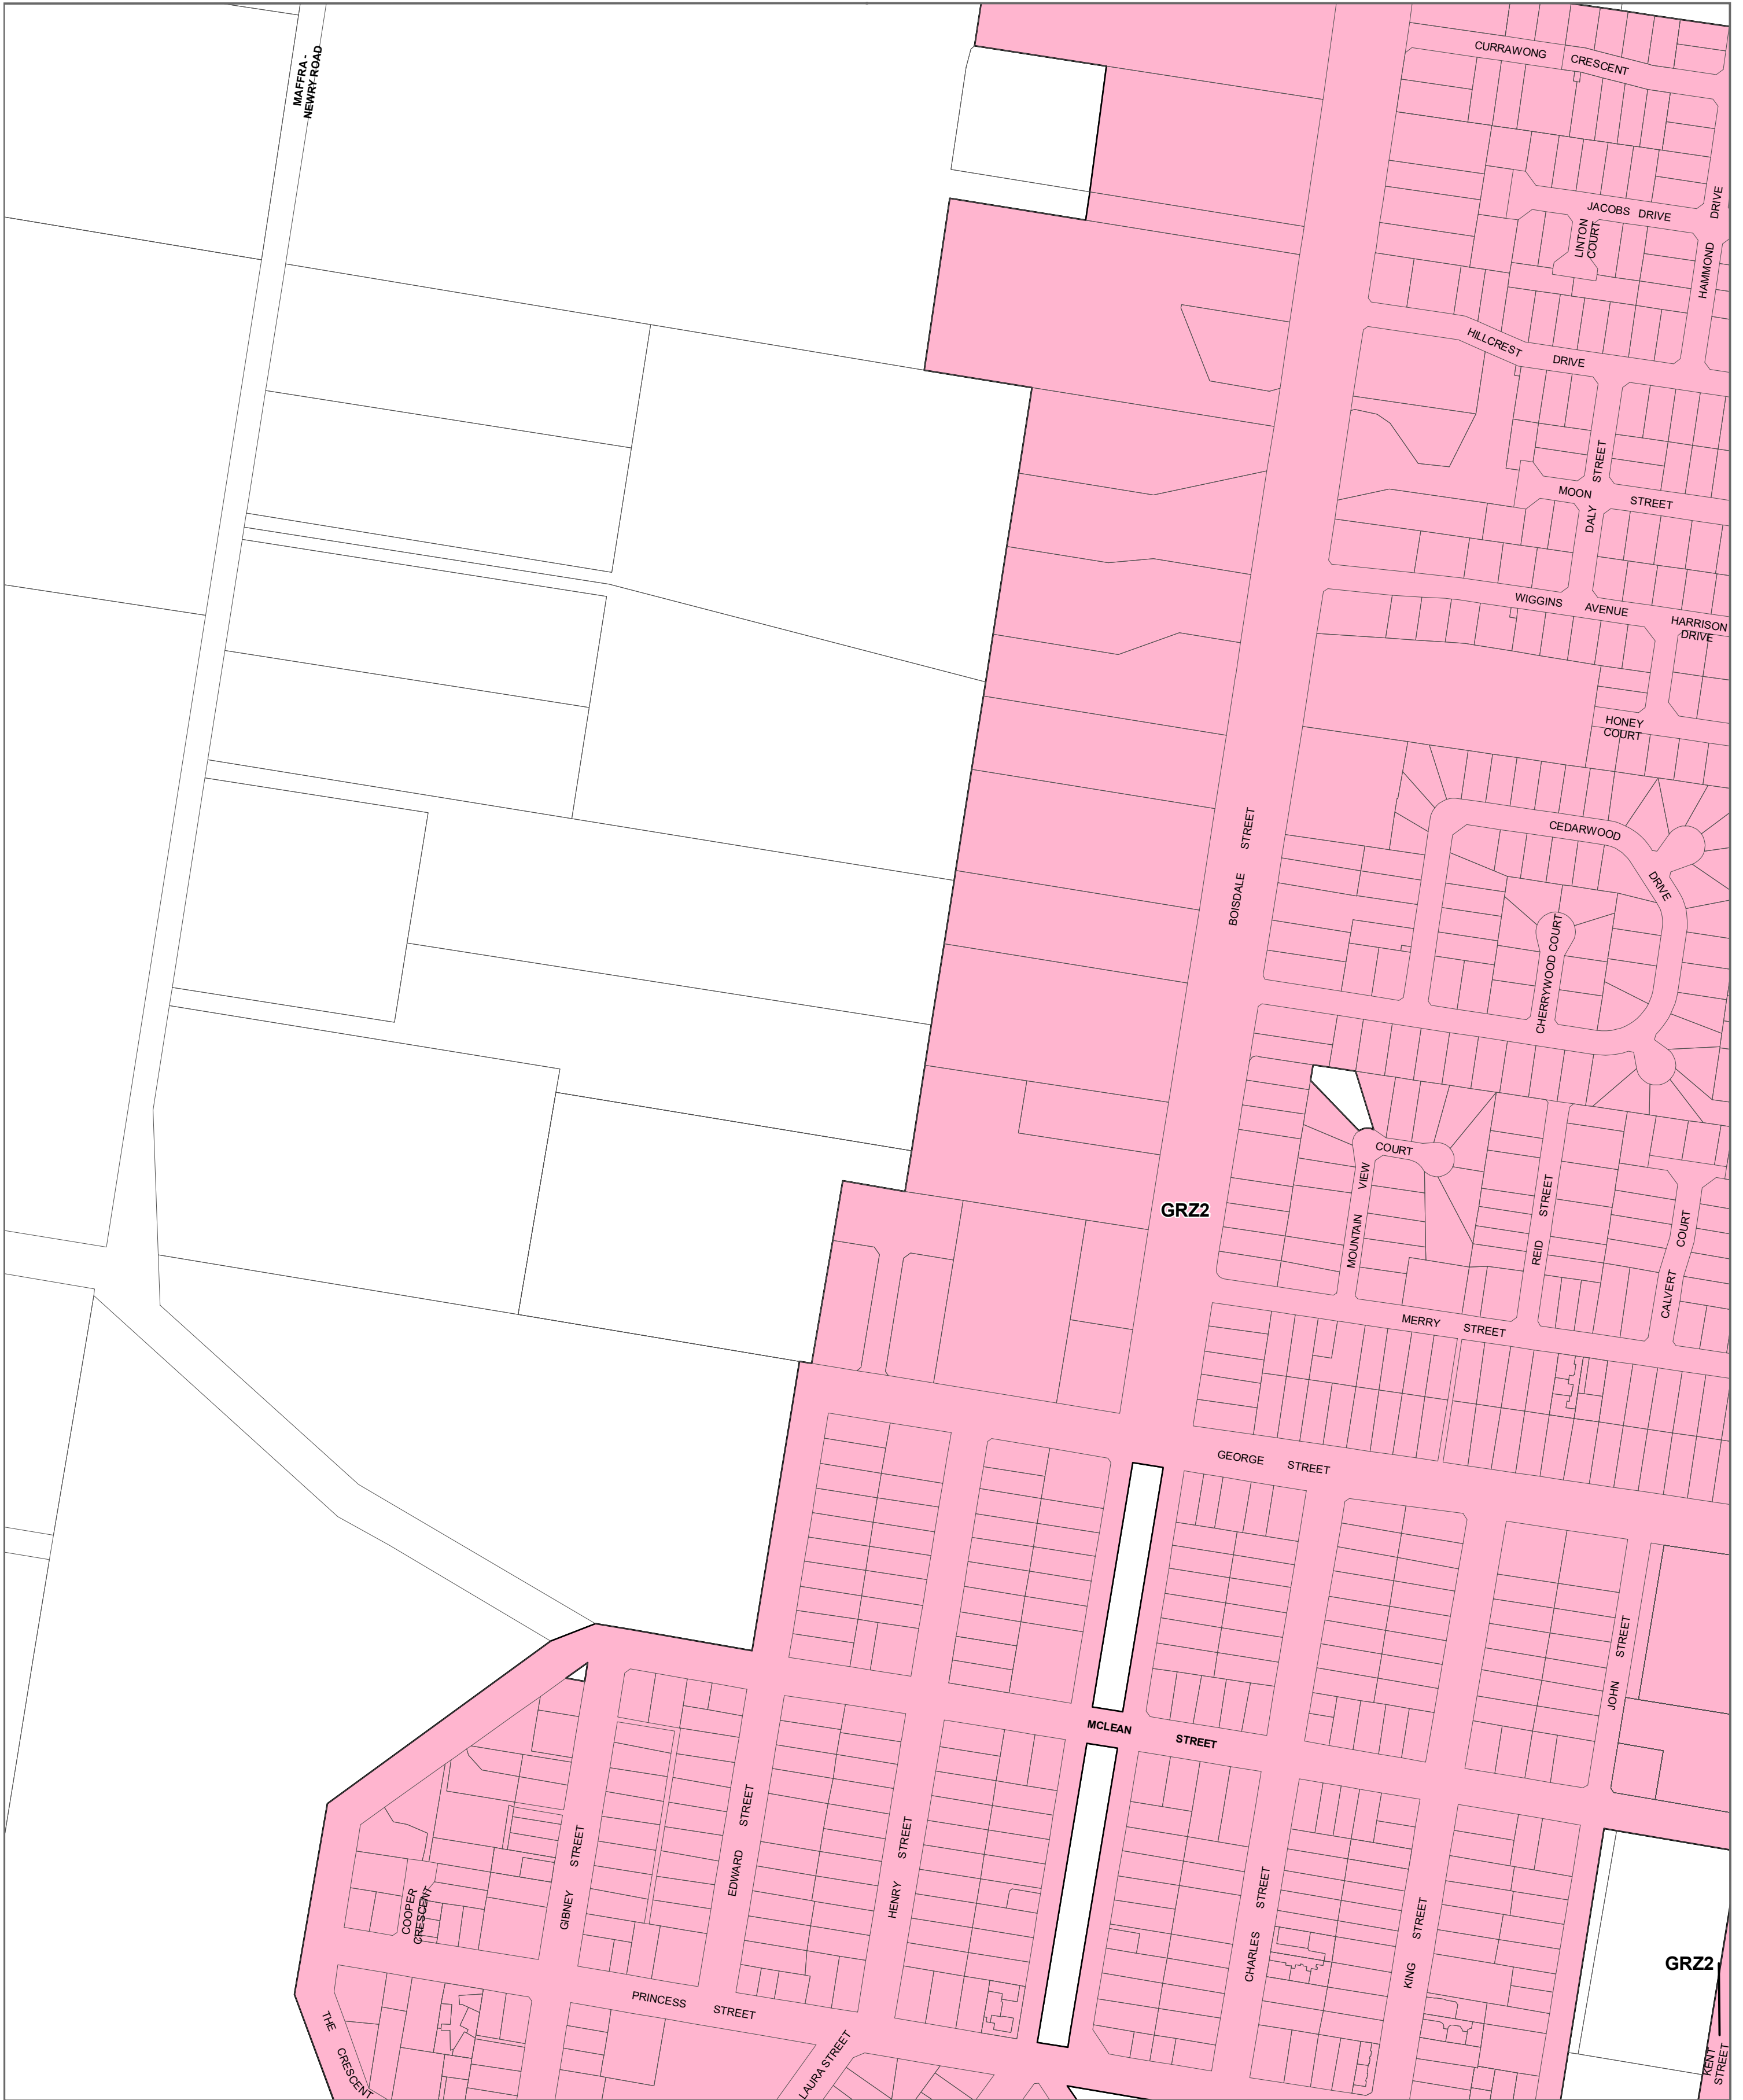 MAFFRA -
NEWRY ROAD
CURRAWONG CRESCENT
JACOBS DRIVE
LINTON
COURT
HAMMOND DRIVE
HILLCREST DRIVE
MOON STREET
DALY STREET
WIGGINS AVENUE
HARRISON
DRIVE
HONEY
COURT
BOISDALE STREET
CEDARWOOD DRIVE
CHERRYWOOD COURT
MOUNTAIN VIEW COURT
GRZ2
REID STREET
CALVERT COURT
MERRY STREET
GEORGE STREET
JOHN STREET
MCLEAN STREET
EDWARD STREET
GIBNEY STREET
HENRY STREET
COOPER
CRESCENT
CHARLES STREET
KING STREET
GRZ2
PRINCESS STREET
THE CRESCENT
LAURA STREET
KENT
STREET